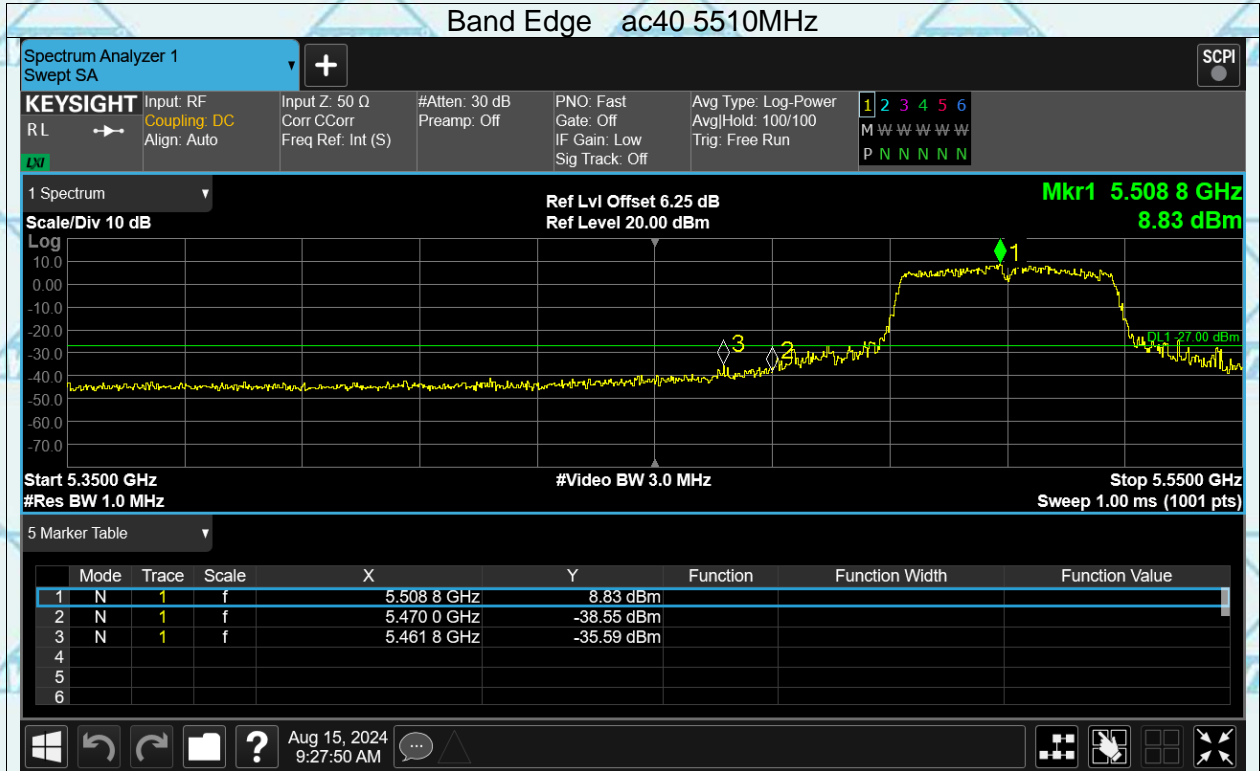 Band Edge ac40 5510MHz
Spectrum Analyzer 1
Swept SA
SCPI
KEYSIGHT Input: RF Input Z: 50 Ω #Atten: 30 dB PNO: Fast Avg Type: Log-Power 1 2 3 4 5 6
R L Coupling: DC Corr CCorr Preamp: Off Gate: Off Avg|Hold: 100/100 M W W W W W
Align: Auto Freq Ref: Int (S) IF Gain: Low Trig: Free Run P N N N N N
LXI Sig Track: Off
1 Spectrum Ref Lvl Offset 6.25 dB Mkr1 5.508 8 GHz
Scale/Div 10 dB Ref Level 20.00 dBm 8.83 dBm
Log
10.0 1
0.00
-10.0
-20.0
3 2 DL1 -27.00 dBm
-30.0
-40.0
-50.0
-60.0
-70.0
Start 5.3500 GHz #Video BW 3.0 MHz Stop 5.5500 GHz
#Res BW 1.0 MHz Sweep 1.00 ms (1001 pts)
5 Marker Table
Mode Trace Scale X Y Function Function Width Function Value
1 N 1 f 5.508 8 GHz 8.83 dBm
2 N 1 f 5.470 0 GHz -38.55 dBm
3 N 1 f 5.461 8 GHz -35.59 dBm
4
5
6
? Aug 15, 2024
9:27:50 AM